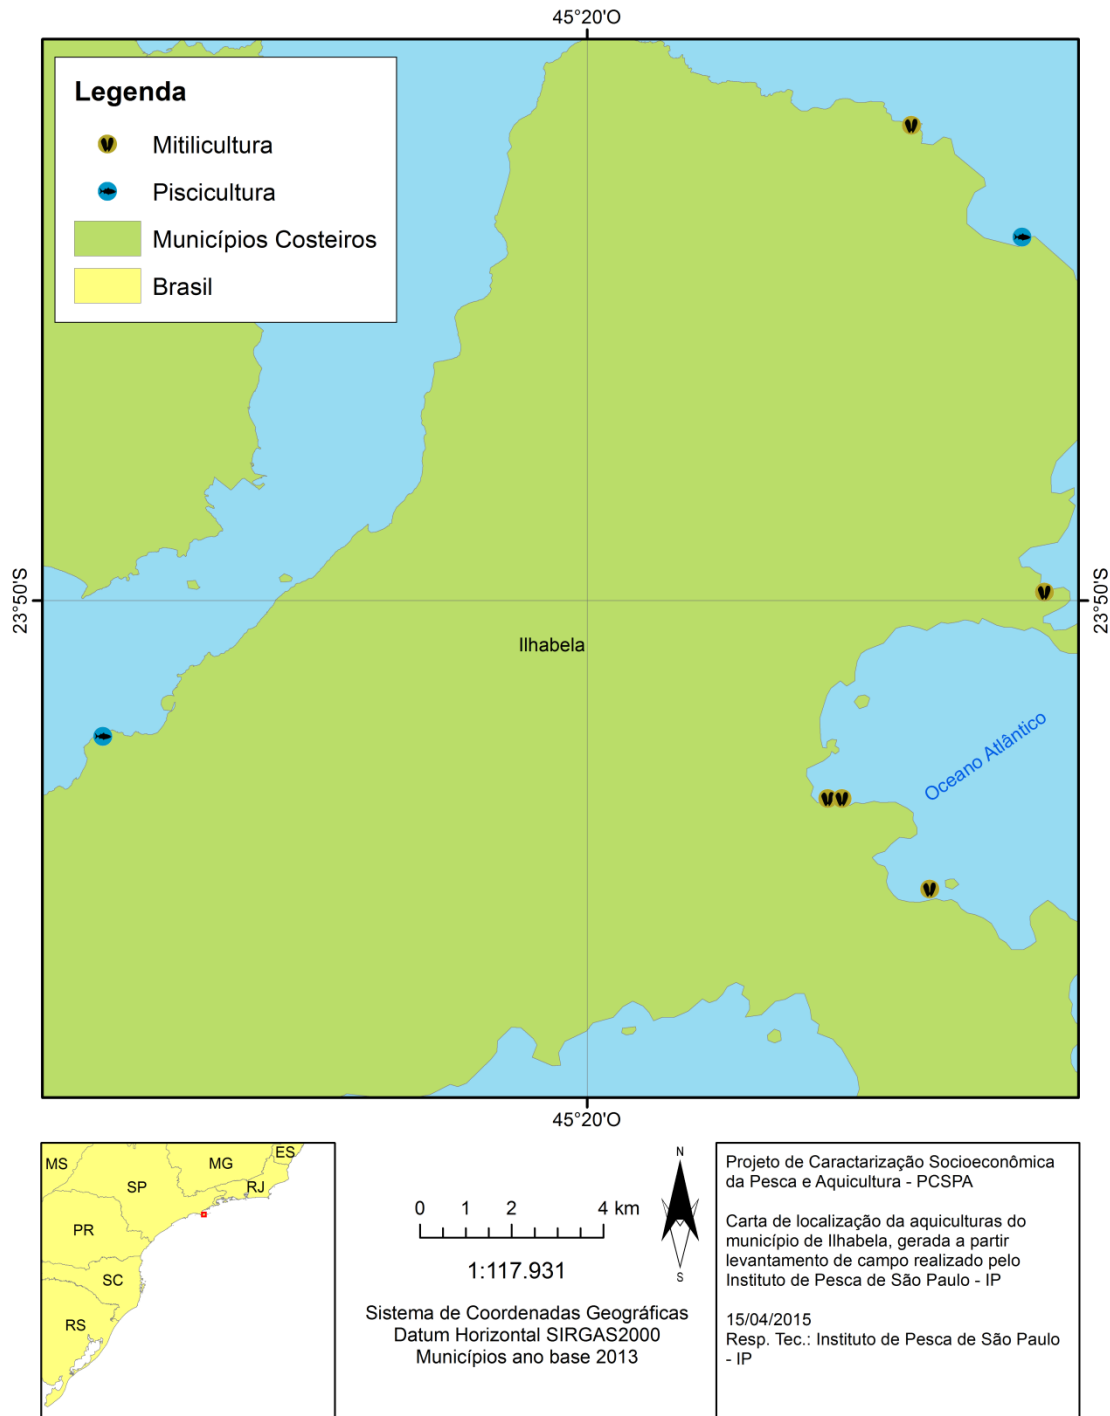 45°20'O
Legenda
Mitilicultura
Piscicultura
Municípios Costeiros
Brasil
23°50'S
23°50'S
Ilhabela
Oceano Atlântico
45°20'O
MS
SP
MG
ES
RJ
PR
SC
RS
0 1 2 4 km
1:117.931
Sistema de Coordenadas Geográficas
Datum Horizontal SIRGAS2000
Municípios ano base 2013
N
S
Projeto de Caractarização Socioeconômica
da Pesca e Aquicultura - PCSPA
Carta de localização da aquiculturas do
município de Ilhabela, gerada a partir
levantamento de campo realizado pelo
Instituto de Pesca de São Paulo - IP
15/04/2015
Resp. Tec.: Instituto de Pesca de São Paulo
- IP